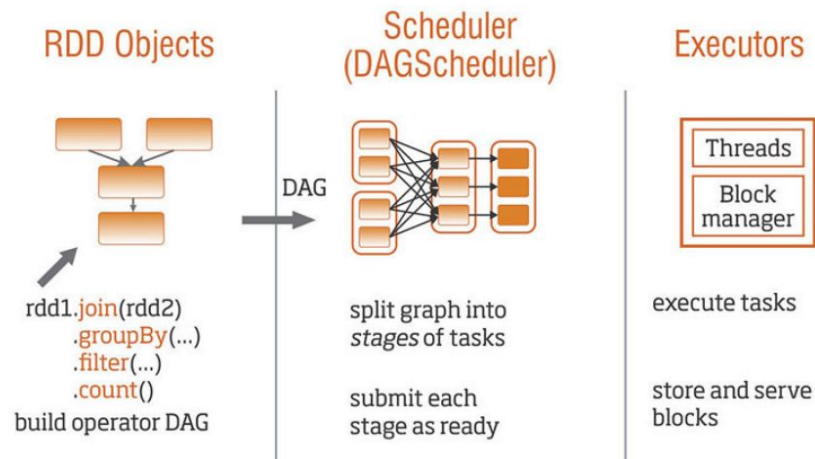 RDD Objects
rdd1.join(rdd2)
.groupBy(...)
.filter(...)
.count()
build operator DAG
DAG
Scheduler
(DAGScheduler)
split graph into
stages of tasks
submit each
stage as ready
Executors
Threads
Block
manager
execute tasks
store and serve
blocks